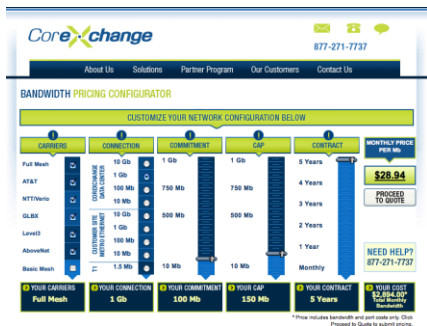 Corexchange
877-271-7737
About Us Solutions Partner Program Our Customers Contact Us
BANDWIDTH PRICING CONFIGURATOR
CUSTOMIZE YOUR NETWORK CONFIGURATION BELOW
CARRIERS CONNECTION COMMITMENT CAP CONTRACT MONTHLY PRICE PER Mb
Full Mesh
AT&T
NTT/Verio
GLBX
Level3
AboveNet
Basic Mesh
COREXCHANGE DATA CENTER
10 Gb
1 Gb
100 Mb
10 Mb
CUSTOMER SITE METRO ETHERNET
10 Gb
1 Gb
100 Mb
10 Mb
T1
1.5 Mb
1 Gb
750 Mb
500 Mb
10 Mb
1 Gb
750 Mb
500 Mb
10 Mb
5 Years
4 Years
3 Years
2 Years
1 Year
Monthly
$28.94
PROCEED TO QUOTE
NEED HELP?
877-271-7737
YOUR CARRIERS YOUR CONNECTION YOUR COMMITMENT YOUR CAP YOUR CONTRACT YOUR COST
Full Mesh 1 Gb 100 Mb 150 Mb 5 Years $2,894.00*
Total Monthly Bandwidth
* Price includes bandwidth and port costs only. Click
Proceed to Quote to submit pricing.